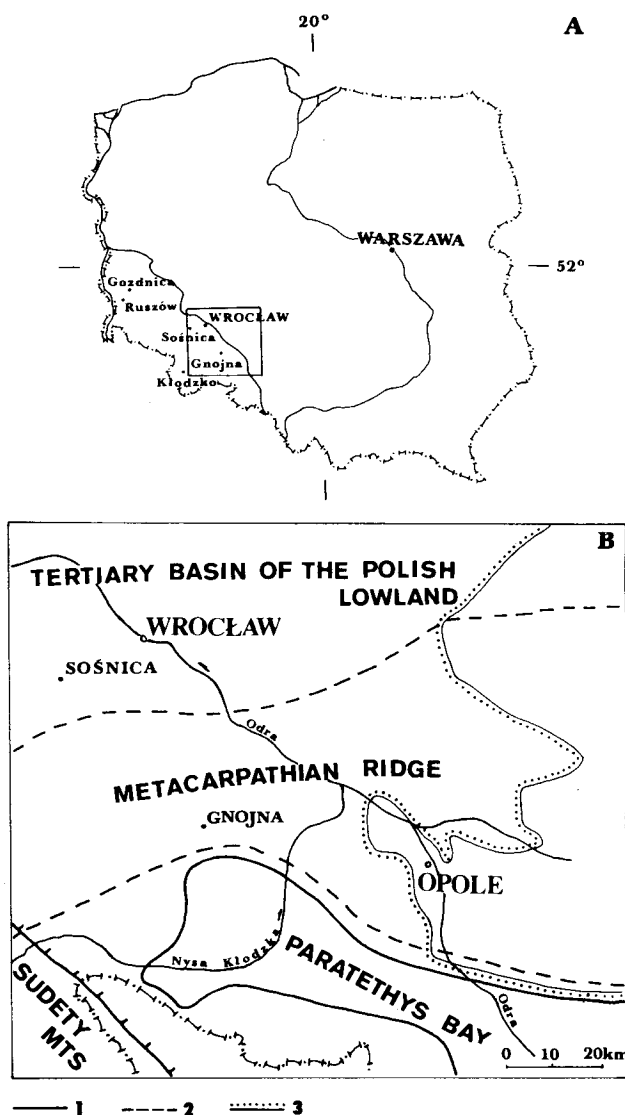 20°
A
WARSZAWA
52°
Gozdnica
Ruszów
WROCŁAW
Sośnica
Gnojna
Kłodzko
B
TERTIARY BASIN OF THE POLISH
LOWLAND
WROCŁAW
SOŚNICA
Odra
METACARPATHIAN RIDGE
GNOJNA
OPOLE
Nysa Kłodzka
PARATETHYS BAY
SUDETY
MTS
Odra
0 10 20km
1 2 3